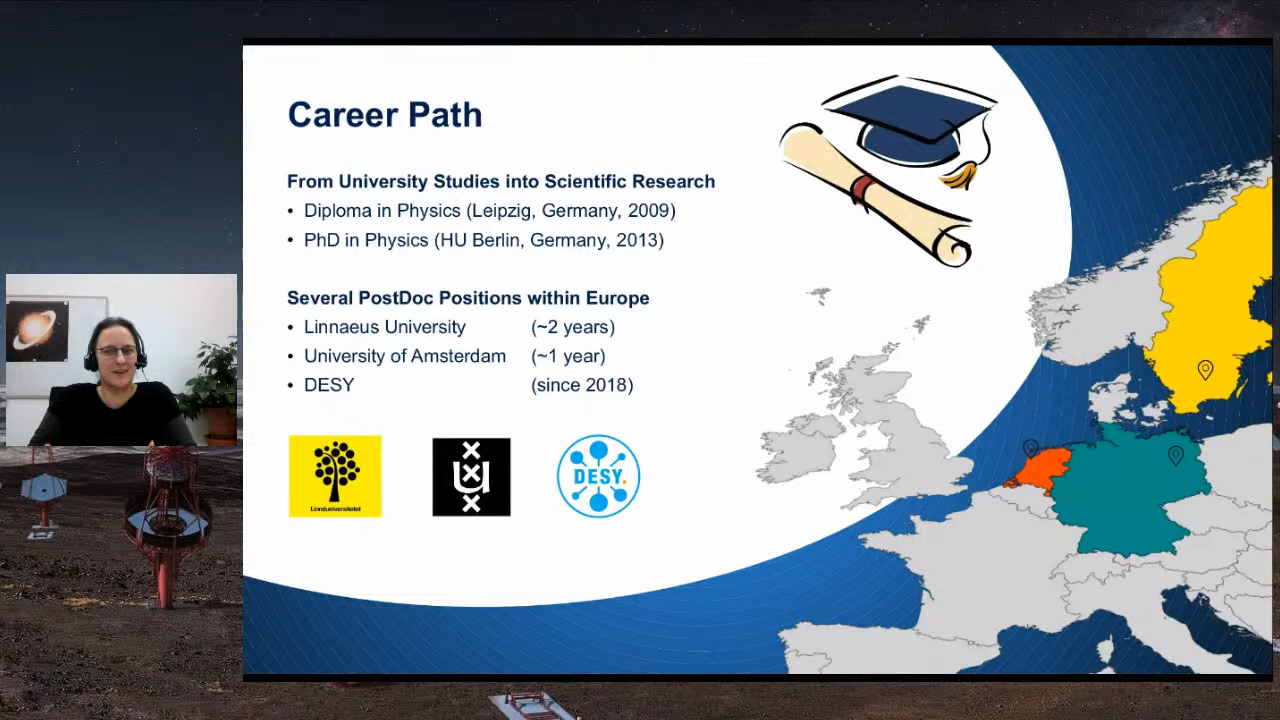 Career Path
From University Studies into Scientific Research
• Diploma in Physics (Leipzig, Germany, 2009)
• PhD in Physics (HU Berlin, Germany, 2013)
Several PostDoc Positions within Europe
• Linnaeus University (~2 years)
• University of Amsterdam (~1 year)
• DESY (since 2018)
Linnéuniversitetet
U
DESY.